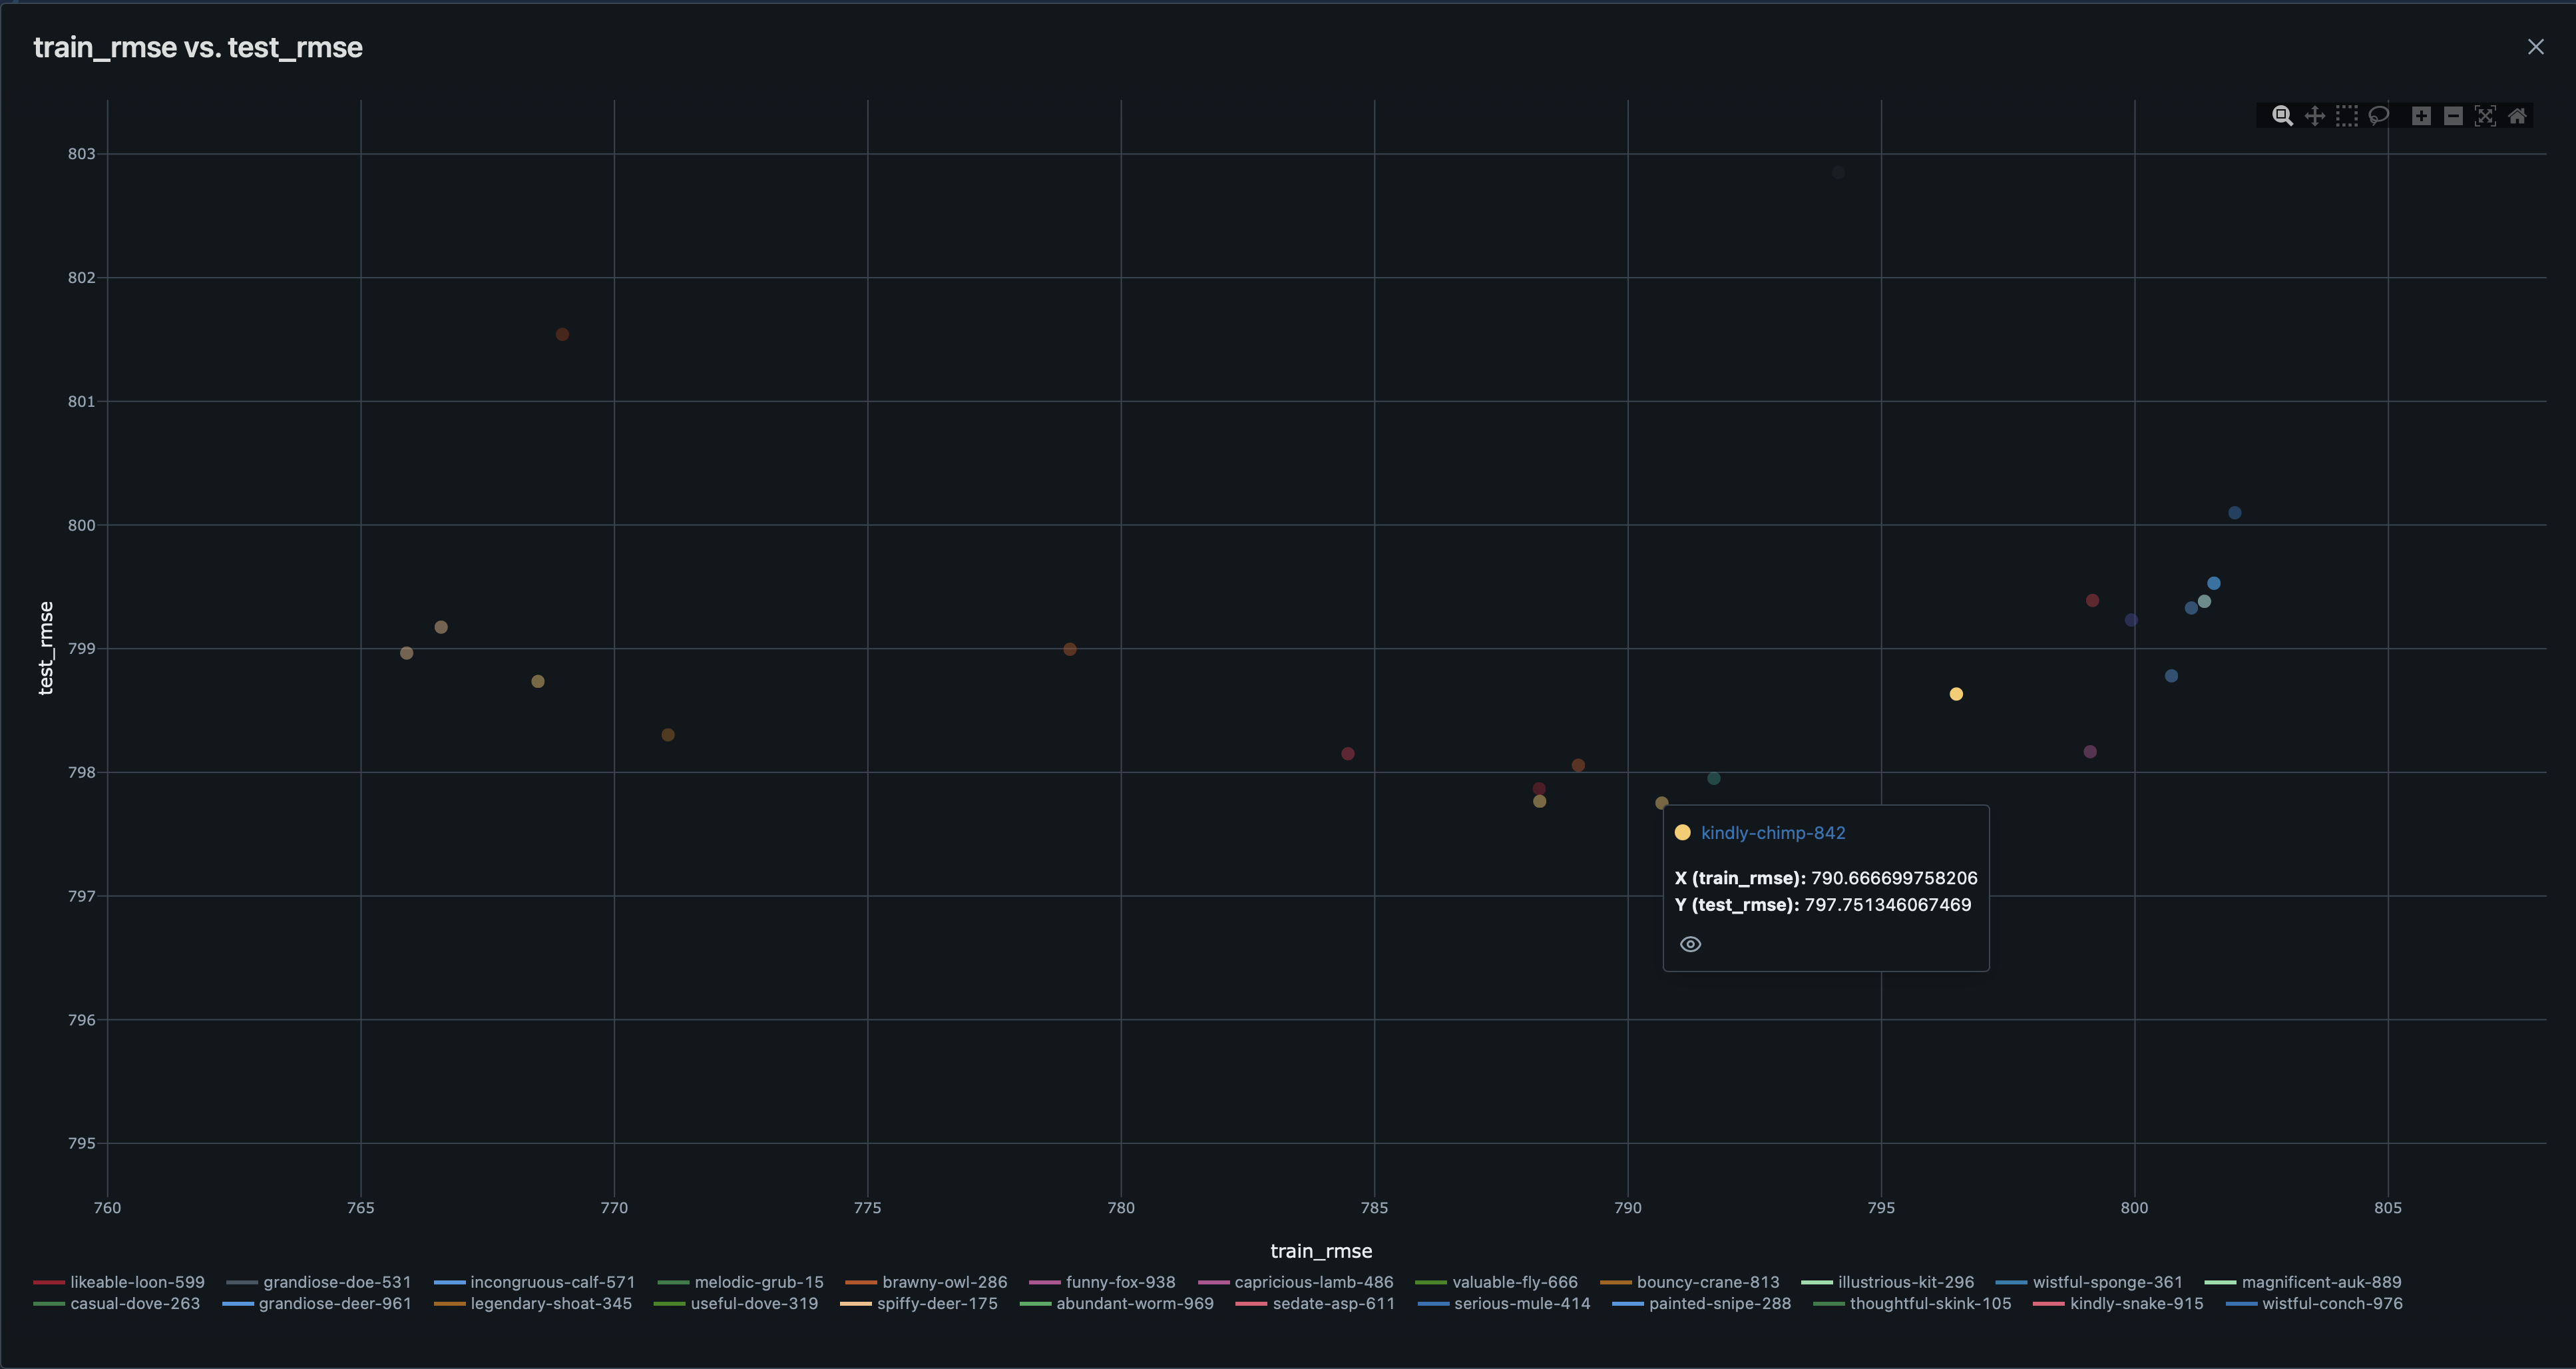 train_rmse vs. test_rmse
803
802
801
800
799
798
797
796
795
test_rmse
kindly-chimp-842
X (train_rmse): 790.666699758206
Y (test_rmse): 797.751346067469
760 765 770 775 780 785 790 795 800 805
train_rmse
likeable-loon-599 grandiose-doe-531 incongruous-calf-571 melodic-grub-15 brawny-owl-286 funny-fox-938 capricious-lamb-486 valuable-fly-666 bouncy-crane-813 illustrious-kit-296 wistful-sponge-361 magnificent-auk-889
casual-dove-263 grandiose-deer-961 legendary-shoat-345 useful-dove-319 spiffy-deer-175 abundant-worm-969 sedate-asp-611 serious-mule-414 painted-snipe-288 thoughtful-skink-105 kindly-snake-915 wistful-conch-976